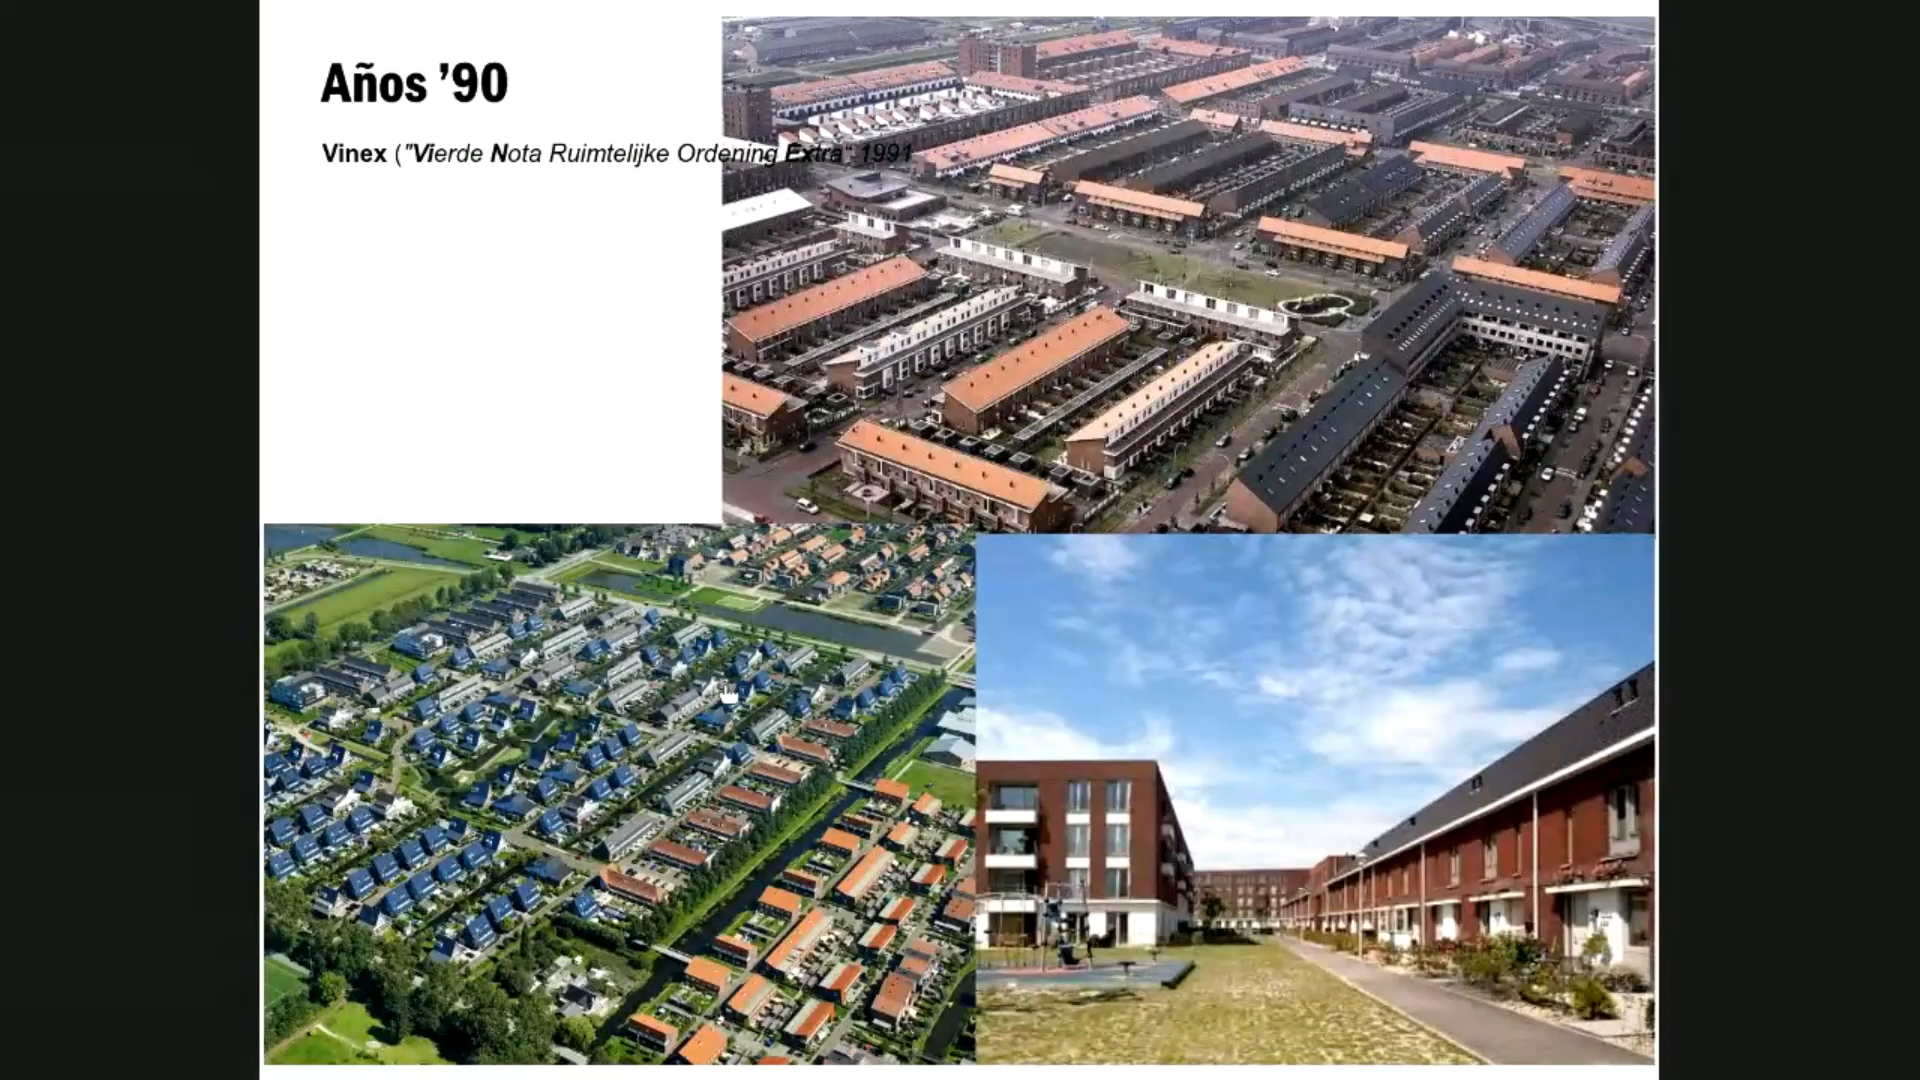 Años ’90
Vinex ("Vierde Nota Ruimtelijke Ordening Extra“ 1991